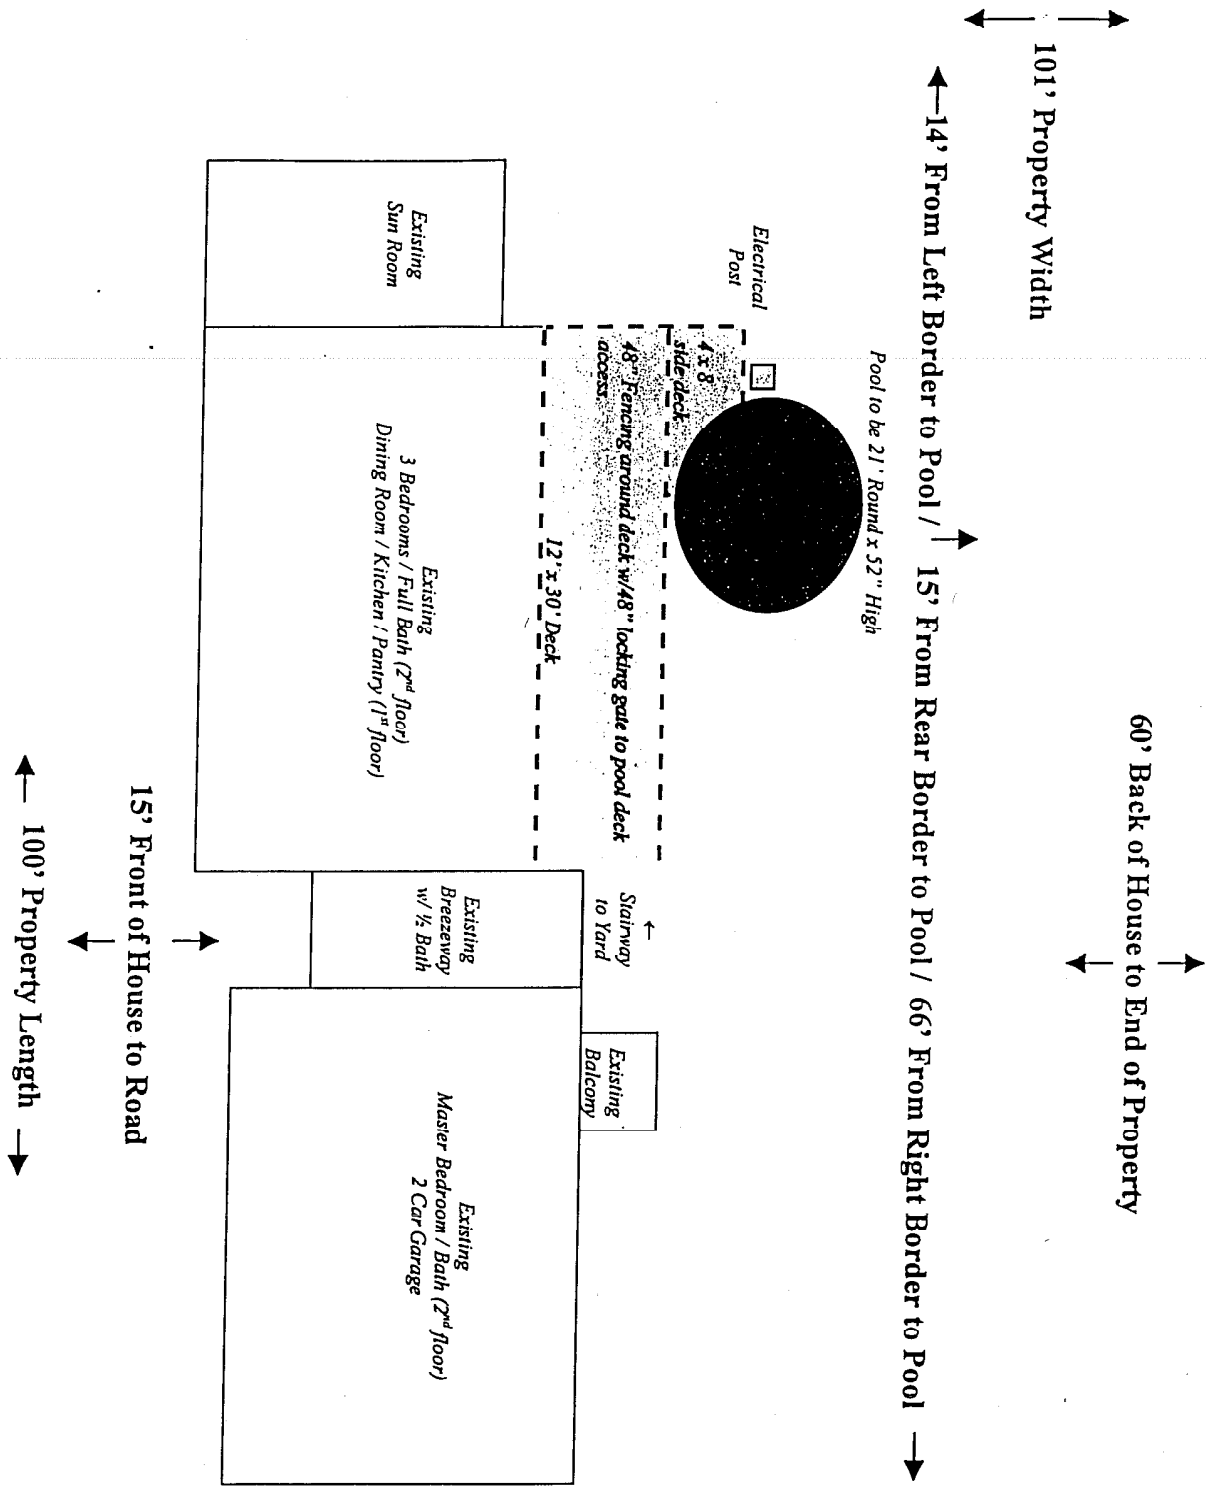 60' Back of House to End of Property
101' Property Width
14' From Left Border to Pool / 15' From Rear Border to Pool / 66' From Right Border to Pool
Pool to be 21' Round x 52" High
Electrical
Post
4 x 8
side deck
48" Fencing around deck w/48" locking gate to pool deck
access.
12' x 30' Deck
Stairway
to Yard
Existing
Balcony
Existing
Sun Room
Existing
3 Bedrooms / Full Bath (2nd floor)
Dining Room / Kitchen / Pantry (1st floor)
Existing
Breezeway
w/ ½ Bath
Existing
Master Bedroom / Bath (2nd floor)
2 Car Garage
15' Front of House to Road
100' Property Length